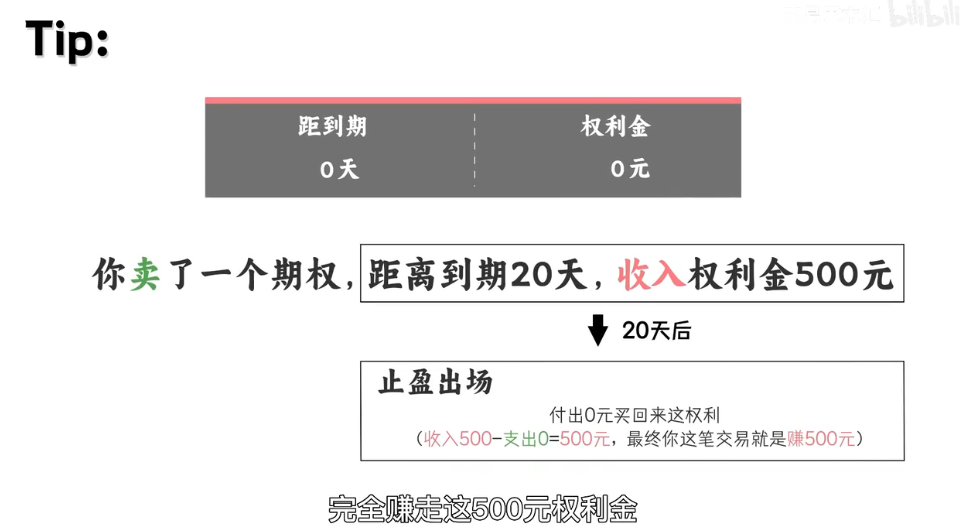 bilibili
Tip:
距到期 权利金
0天 0元
你卖了一个期权,距离到期20天,收入权利金500元
20天后
止盈出场
付出0元买回来这权利
(收入500-支出0=500元,最终你这笔交易就是赚500元)
完全赚走这500元权利金